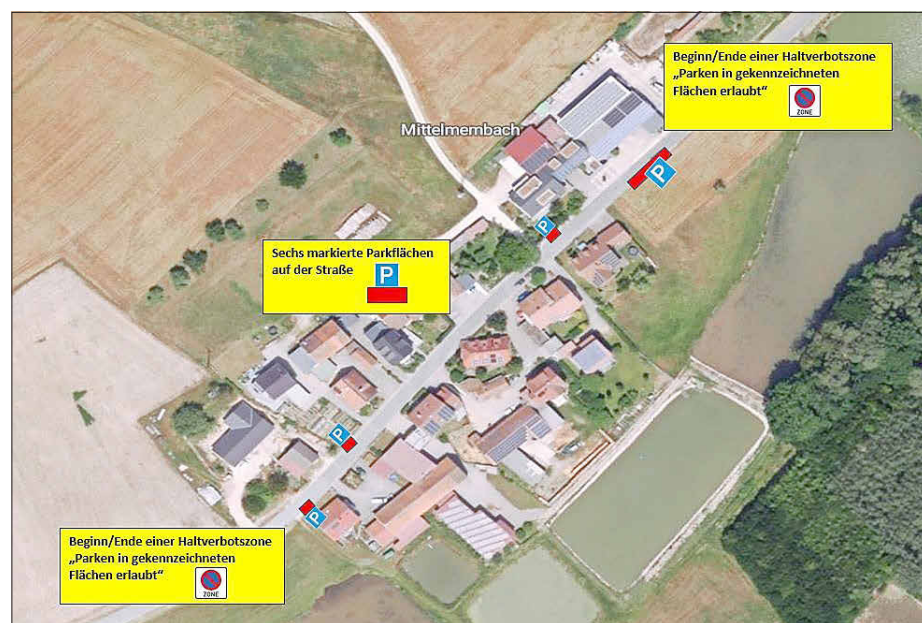 Beginn/Ende einer Haltverbotszone
„Parken in gekennzeichneten
Flächen erlaubt“
ZONE
Mittelmembach
P
P
Sechs markierte Parkflächen
auf der Straße
P
P
P
Beginn/Ende einer Haltverbotszone
„Parken in gekennzeichneten
Flächen erlaubt“
ZONE